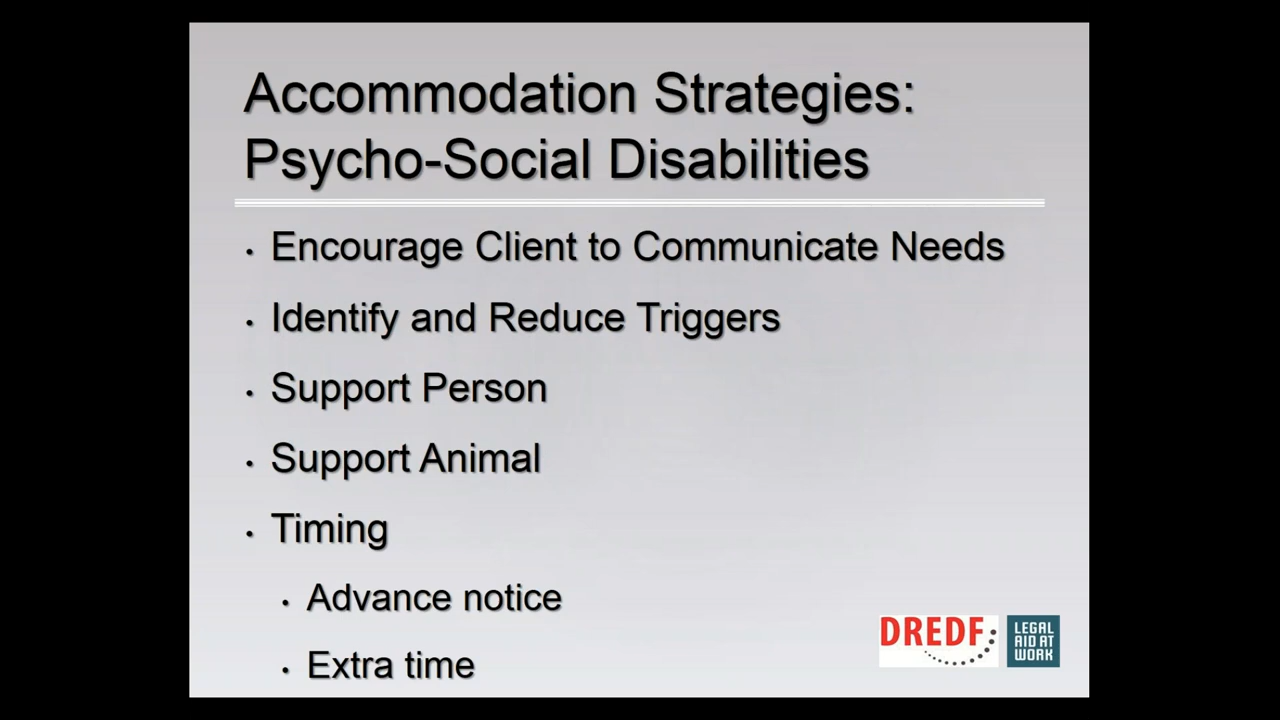 Accommodation Strategies:
Psycho-Social Disabilities
• Encourage Client to Communicate Needs
• Identify and Reduce Triggers
• Support Person
• Support Animal
• Timing
• Advance notice
• Extra time
DREDF
LEGAL
AID AT
WORK